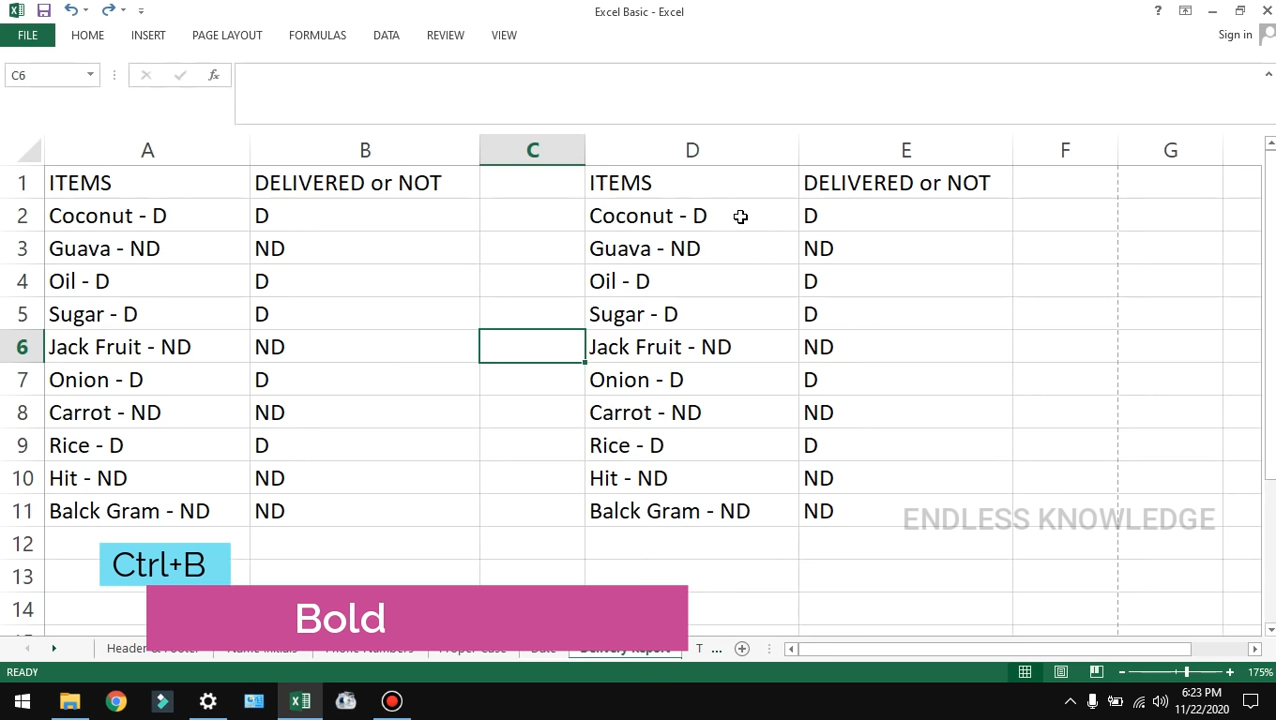 Excel Basic - Excel
Sign in
FILE HOME INSERT PAGE LAYOUT FORMULAS DATA REVIEW VIEW
C6 fx
A B C D E F G
1 ITEMS DELIVERED or NOT ITEMS DELIVERED or NOT
2 Coconut - D D Coconut - D D
3 Guava - ND ND Guava - ND ND
4 Oil - D D Oil - D D
5 Sugar - D D Sugar - D D
6 Jack Fruit - ND ND Jack Fruit - ND ND
7 Onion - D D Onion - D D
8 Carrot - ND ND Carrot - ND ND
9 Rice - D D Rice - D D
10 Hit - ND ND Hit - ND ND
11 Balck Gram - ND ND Balck Gram - ND ND
ENDLESS KNOWLEDGE
12
Ctrl+B
13
14
Bold
Header & Footer Name Initials Phone Numbers Proper Case Date Delivery Report T ...
READY 175%
6:23 PM
11/22/2020